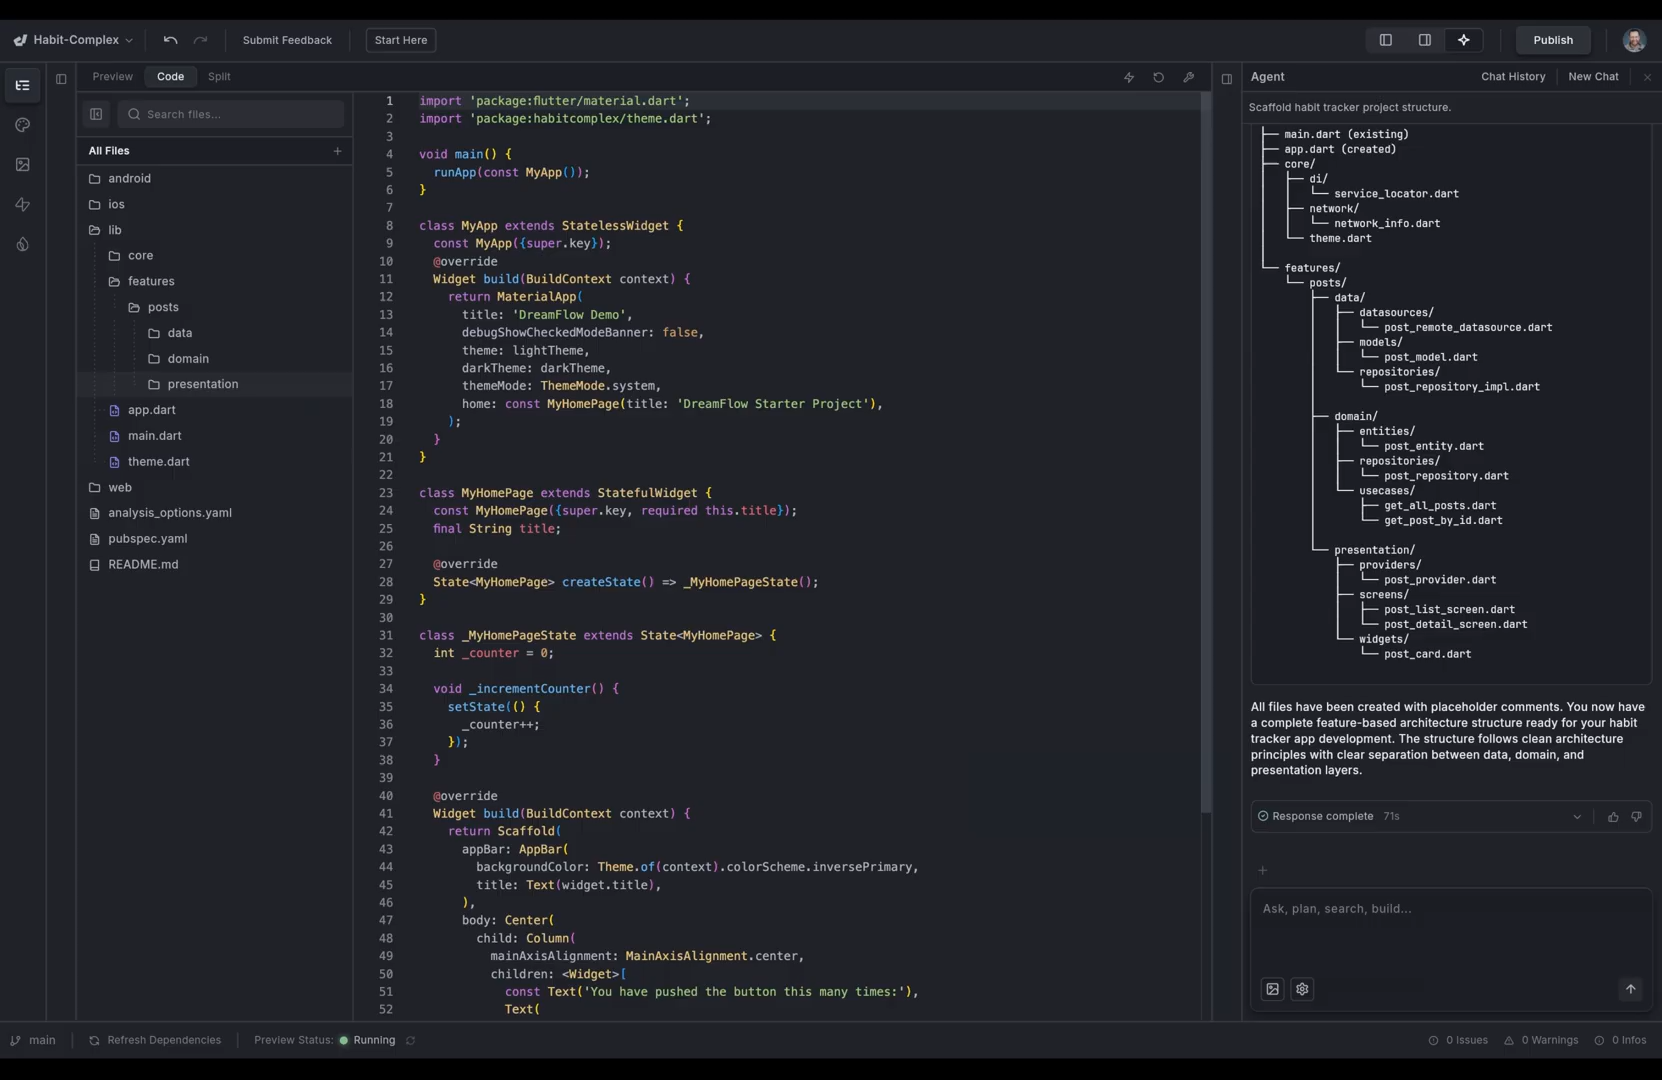 Habit-Complex
Submit Feedback
Start Here
Publish
Preview
Code
Split
Search files...
All Files
android
ios
lib
core
features
posts
data
domain
presentation
app.dart
main.dart
theme.dart
web
analysis_options.yaml
pubspec.yaml
README.md
1 import 'package:flutter/material.dart';
2 import 'package:habitcomplex/theme.dart';
3
4 void main() {
5   runApp(const MyApp());
6 }
7
8 class MyApp extends StatelessWidget {
9   const MyApp({super.key});
10   @override
11   Widget build(BuildContext context) {
12     return MaterialApp(
13       title: 'DreamFlow Demo',
14       debugShowCheckedModeBanner: false,
15       theme: lightTheme,
16       darkTheme: darkTheme,
17       themeMode: ThemeMode.system,
18       home: const MyHomePage(title: 'DreamFlow Starter Project'),
19     );
20   }
21 }
22
23 class MyHomePage extends StatefulWidget {
24   const MyHomePage({super.key, required this.title});
25   final String title;
26
27   @override
28   State<MyHomePage> createState() => _MyHomePageState();
29 }
30
31 class _MyHomePageState extends State<MyHomePage> {
32   int _counter = 0;
33
34   void _incrementCounter() {
35     setState(() {
36       _counter++;
37     });
38   }
39
40   @override
41   Widget build(BuildContext context) {
42     return Scaffold(
43       appBar: AppBar(
44         backgroundColor: Theme.of(context).colorScheme.inversePrimary,
45         title: Text(widget.title),
46       ),
47       body: Center(
48         child: Column(
49           mainAxisAlignment: MainAxisAlignment.center,
50           children: <Widget>[
51             const Text('You have pushed the button this many times:'),
52             Text(
Agent
Chat History
New Chat
Scaffold habit tracker project structure.
├── main.dart (existing)
├── app.dart (created)
├── core/
│   ├── di/
│   │   └── service_locator.dart
│   ├── network/
│   │   └── network_info.dart
│   └── theme.dart
│
└── features/
    └── posts/
        ├── data/
        │   ├── datasources/
        │   │   └── post_remote_datasource.dart
        │   ├── models/
        │   │   └── post_model.dart
        │   └── repositories/
        │       └── post_repository_impl.dart
        │
        ├── domain/
        │   ├── entities/
        │   │   └── post_entity.dart
        │   ├── repositories/
        │   │   └── post_repository.dart
        │   └── usecases/
        │       ├── get_all_posts.dart
        │       └── get_post_by_id.dart
        │
        └── presentation/
            ├── providers/
            │   └── post_provider.dart
            ├── screens/
            │   ├── post_list_screen.dart
            │   └── post_detail_screen.dart
            └── widgets/
                └── post_card.dart
All files have been created with placeholder comments. You now have
a complete feature-based architecture structure ready for your habit
tracker app development. The structure follows clean architecture
principles with clear separation between data, domain, and
presentation layers.
Response complete 71s
Ask, plan, search, build...
main
Refresh Dependencies
Preview Status: Running
0 Issues
0 Warnings
0 Infos